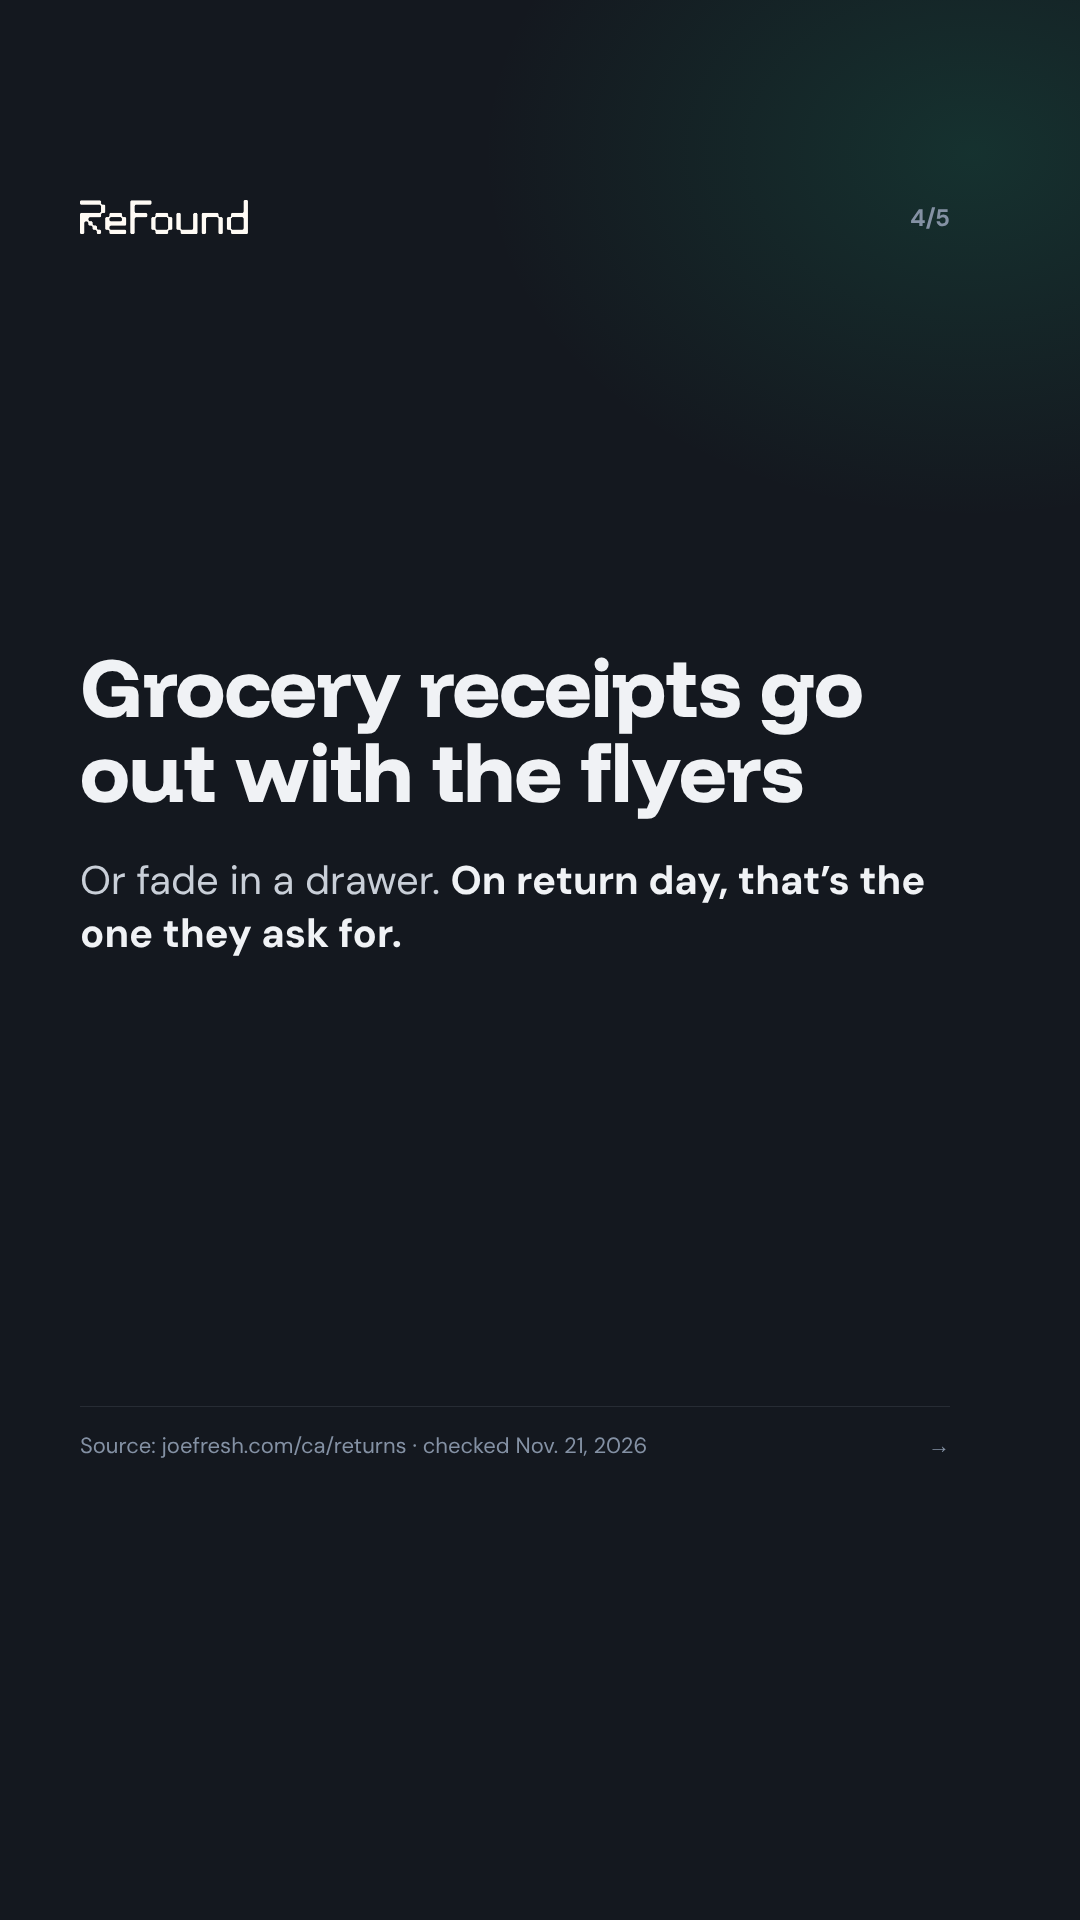 ReFound
4/5
Grocery receipts go
out with the flyers
Or fade in a drawer. On return day, that’s the
one they ask for.
Source: joefresh.com/ca/returns · checked Nov. 21, 2026 →